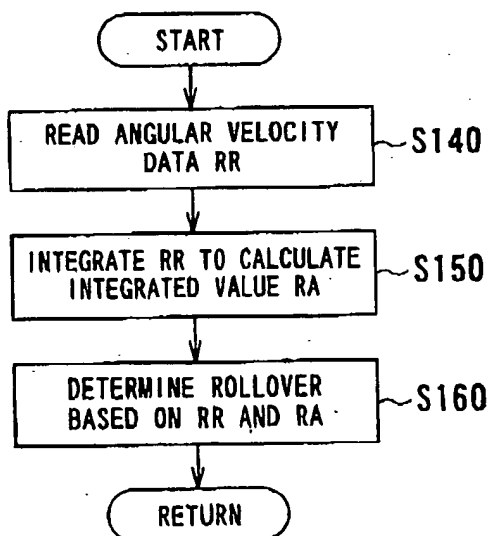 START
READ ANGULAR VELOCITY
DATA RR
S140
INTEGRATE RR TO CALCULATE
INTEGRATED VALUE RA
S150
DETERMINE ROLLOVER
BASED ON RR AND RA
S160
RETURN